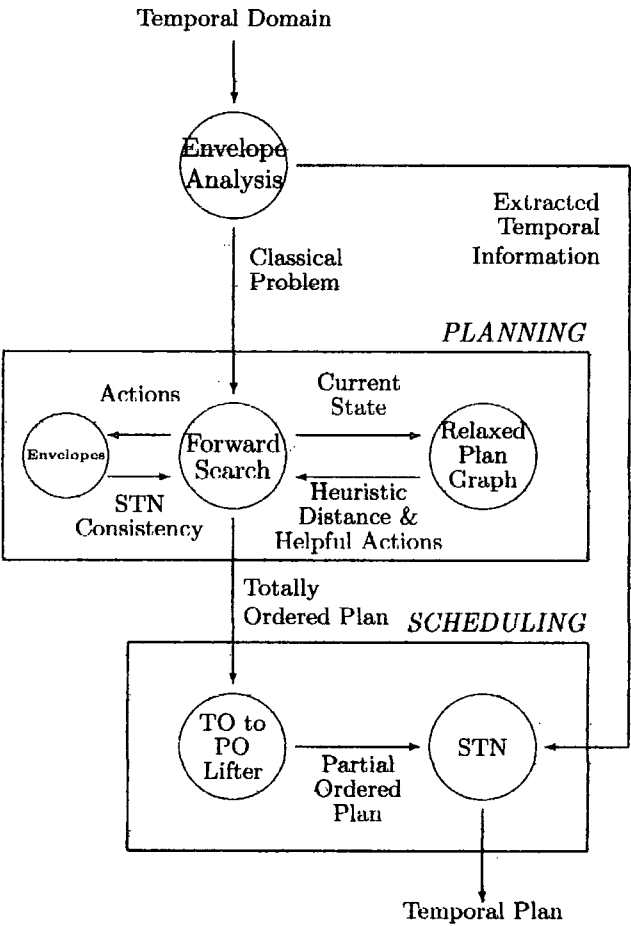 Temporal Domain
Envelope
Analysis
Extracted
Temporal
Information
Classical
Problem
PLANNING
Actions
Current
State
Envelopes
Forward
Search
Relaxed
Plan
Graph
STN
Consistency
Heuristic
Distance &
Helpful Actions
Totally
Ordered Plan
SCHEDULING
TO to
PO
Lifter
Partial
Ordered
Plan
STN
Temporal Plan